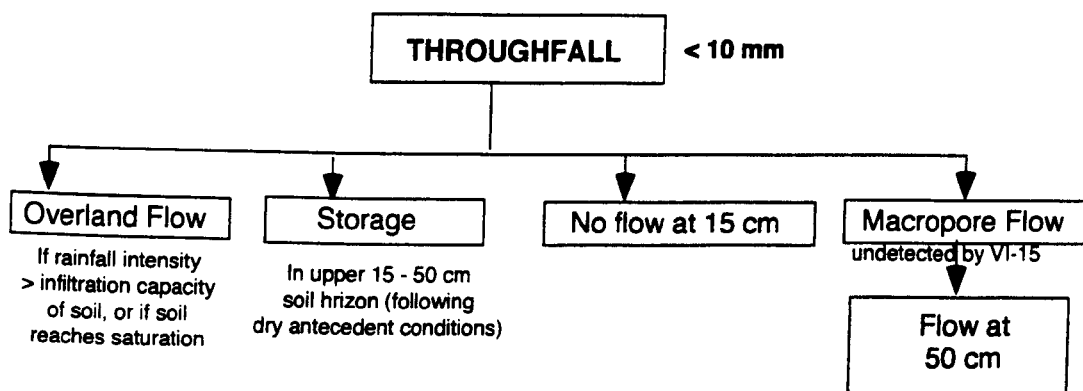 THROUGHFALL < 10 mm
Overland Flow
If rainfall intensity
> infiltration capacity
of soil, or if soil
reaches saturation
Storage
In upper 15 - 50 cm
soil hrizon (following
dry antecedent conditions)
No flow at 15 cm
Macropore Flow
undetected by VI-15
Flow at
50 cm